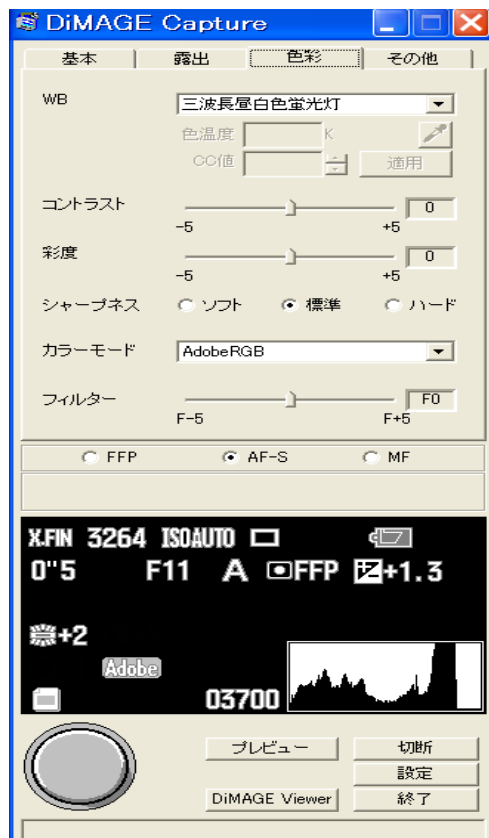 DiMAGE Capture
基本 露出 色彩 その他
WB 三波長昼白色蛍光灯
色温度 K
CC値 適用
コントラスト 0
-5 +5
彩度 0
-5 +5
シャープネス ソフト 標準 ハード
カラーモード AdobeRGB
フィルター F0
F-5 F+5
FFP AF-S MF
X.FIN 3264 ISOAUTO
0"5 F11 A FFP +1.3
+2
Adobe
03700
プレビュー 切断
設定
DiMAGE Viewer 終了